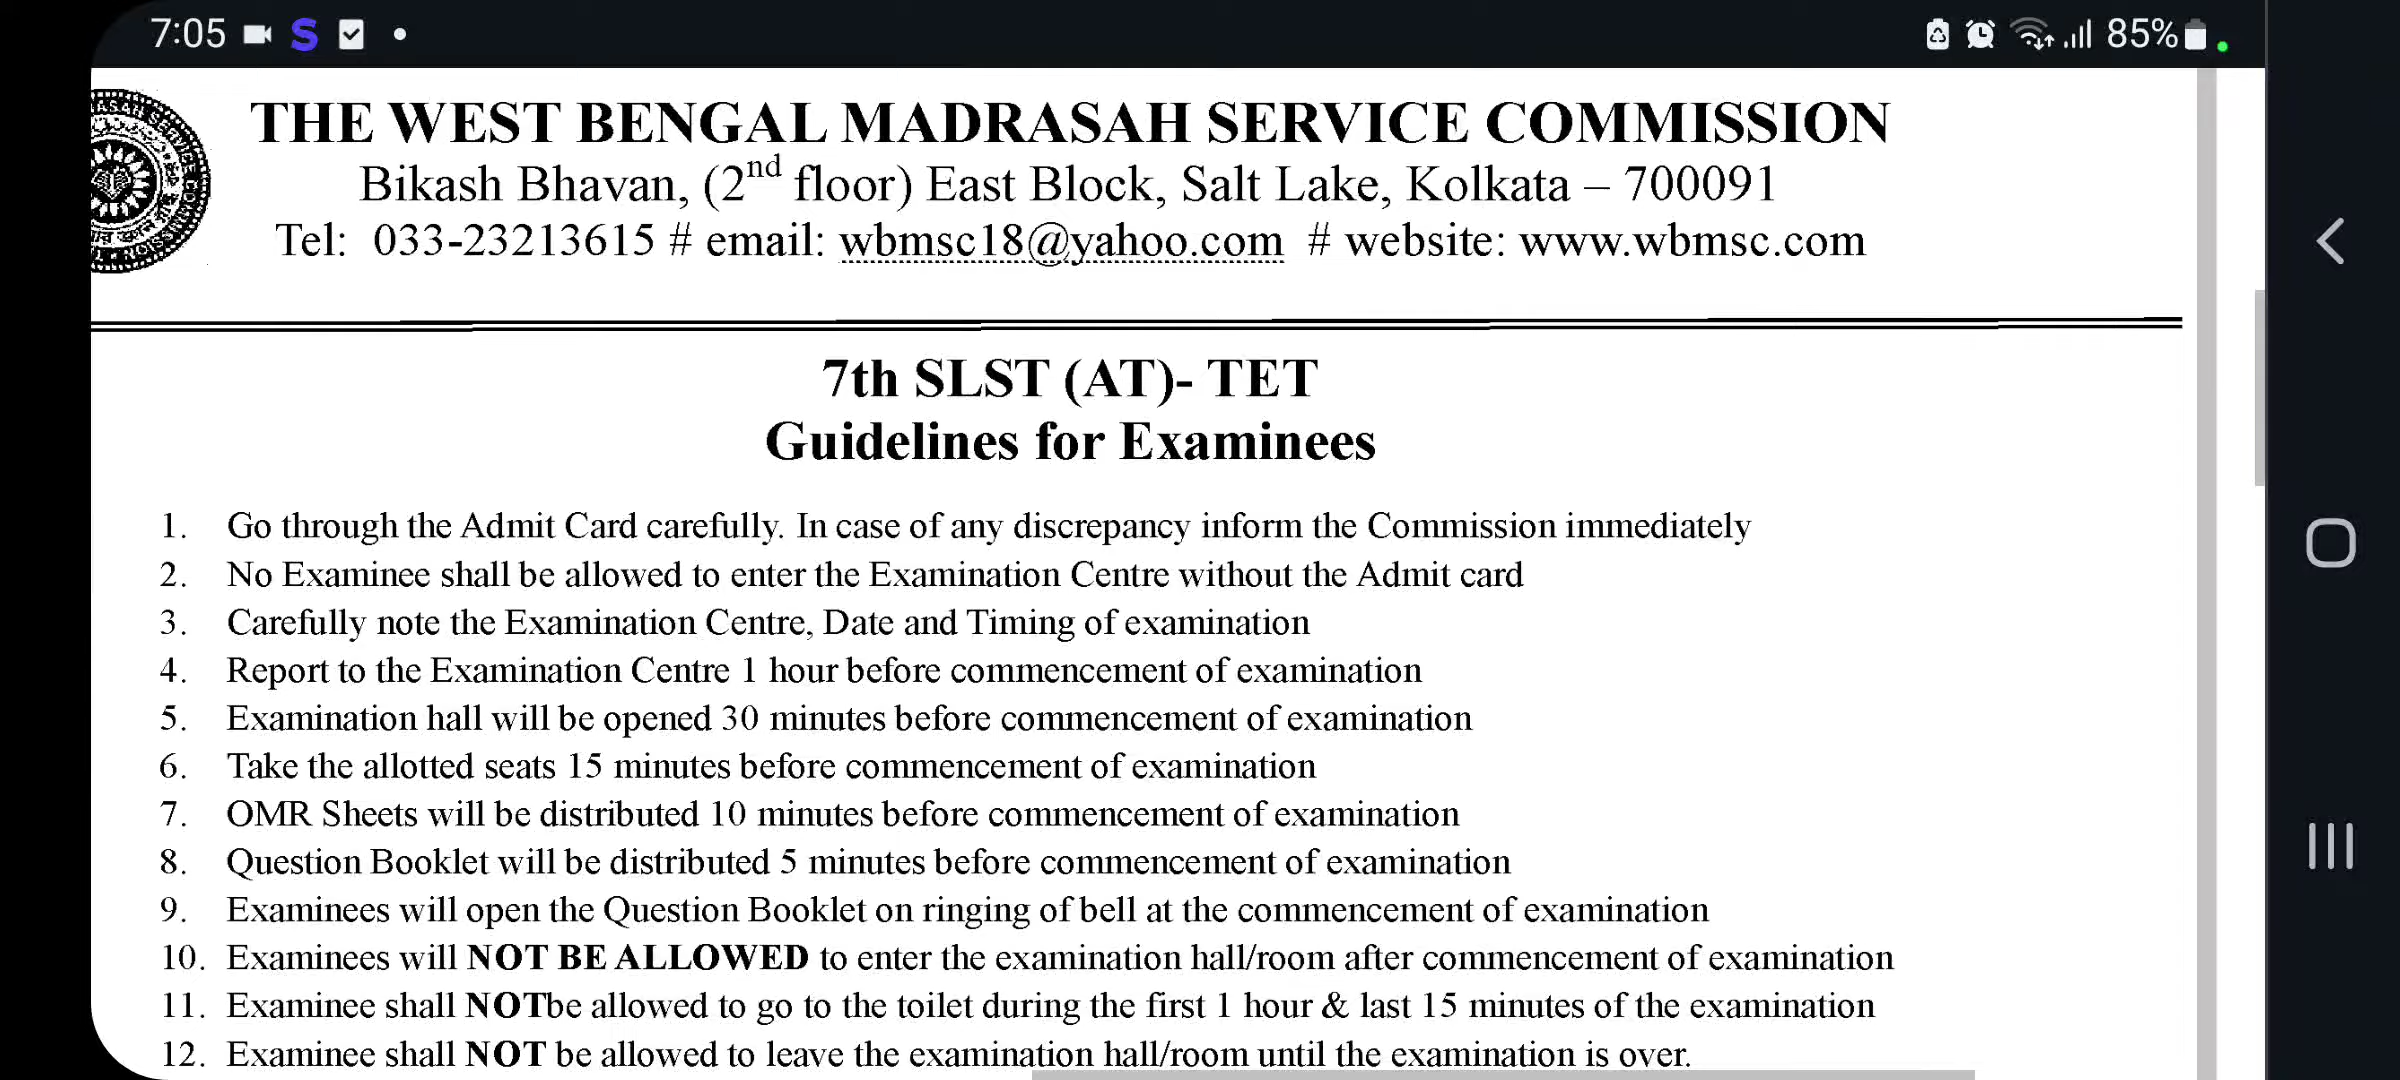 7:05 S 85%
THE WEST BENGAL MADRASAH SERVICE COMMISSION
Bikash Bhavan, (2nd floor) East Block, Salt Lake, Kolkata – 700091
Tel: 033-23213615 # email: wbmsc18@yahoo.com # website: www.wbmsc.com
7th SLST (AT)- TET
Guidelines for Examinees
1. Go through the Admit Card carefully. In case of any discrepancy inform the Commission immediately
2. No Examinee shall be allowed to enter the Examination Centre without the Admit card
3. Carefully note the Examination Centre, Date and Timing of examination
4. Report to the Examination Centre 1 hour before commencement of examination
5. Examination hall will be opened 30 minutes before commencement of examination
6. Take the allotted seats 15 minutes before commencement of examination
7. OMR Sheets will be distributed 10 minutes before commencement of examination
8. Question Booklet will be distributed 5 minutes before commencement of examination
9. Examinees will open the Question Booklet on ringing of bell at the commencement of examination
10. Examinees will NOT BE ALLOWED to enter the examination hall/room after commencement of examination
11. Examinee shall NOTbe allowed to go to the toilet during the first 1 hour & last 15 minutes of the examination
12. Examinee shall NOT be allowed to leave the examination hall/room until the examination is over.